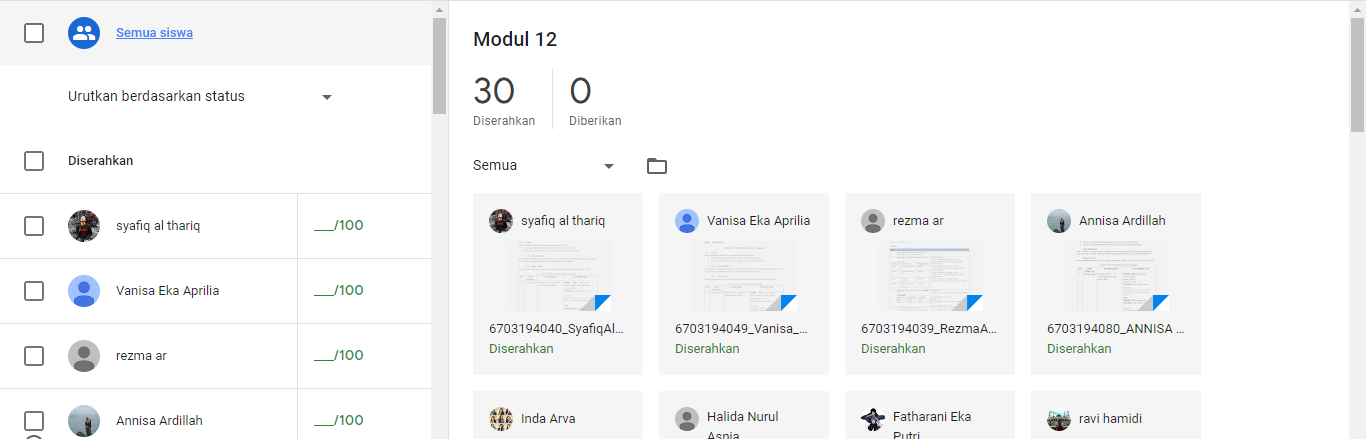 Semua siswa
Urutkan berdasarkan status
Diserahkan
syafiq al thariq
___/100
Vanisa Eka Aprilia
___/100
rezma ar
___/100
Annisa Ardillah
___/100
Modul 12
30
Diserahkan
0
Diberikan
Semua
syafiq al thariq
6703194040_SyafiqAl...
Diserahkan
Vanisa Eka Aprilia
6703194049_Vanisa_...
Diserahkan
rezma ar
6703194039_RezmaA...
Diserahkan
Annisa Ardillah
6703194080_ANNISA ...
Diserahkan
Inda Arva
Halida Nurul
Asnia
Fatharani Eka
Putri
ravi hamidi